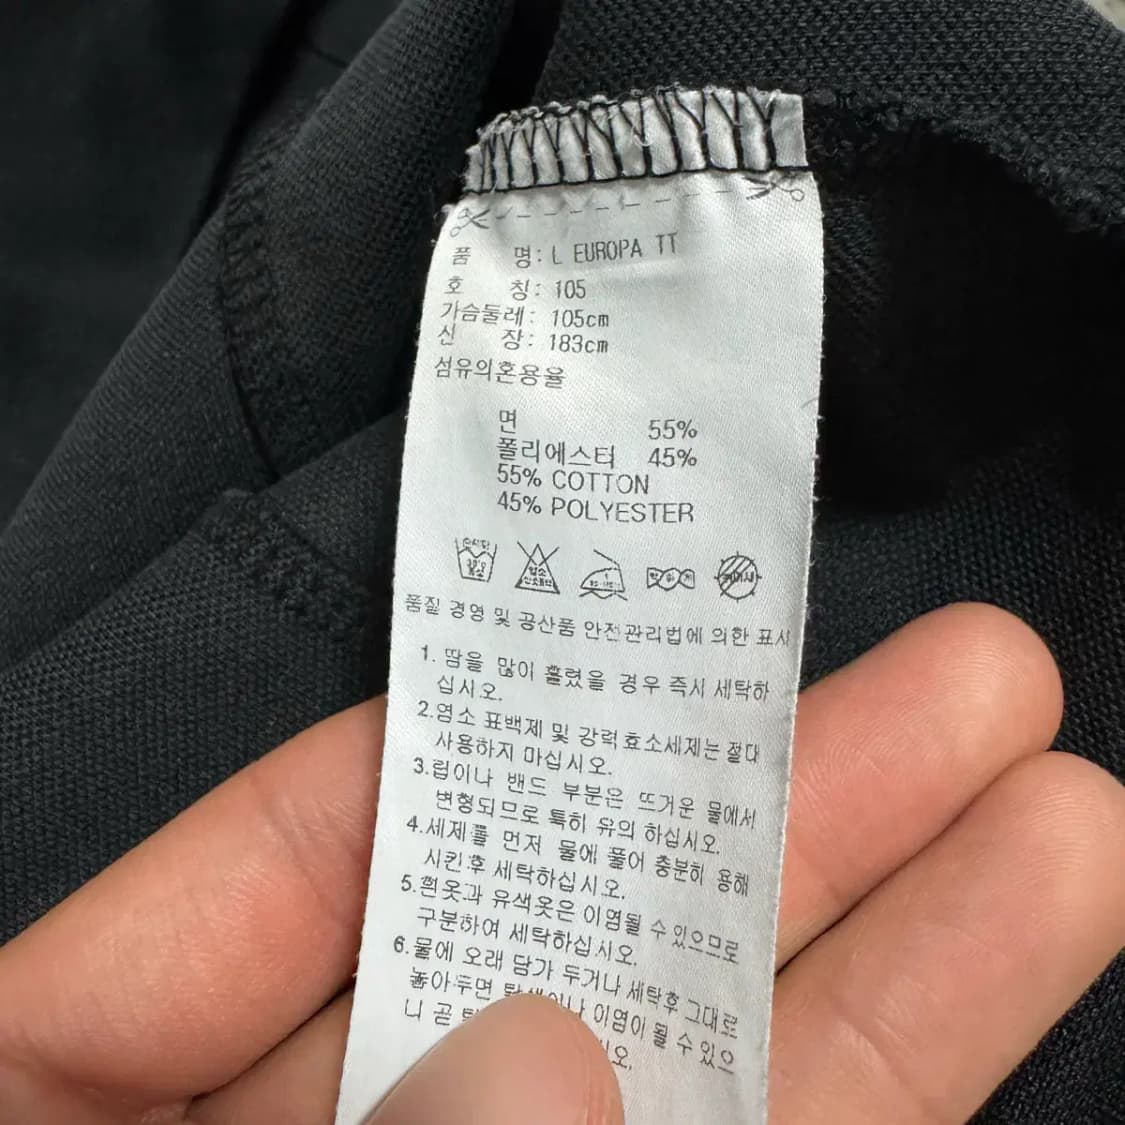 품 명: L EUROPA TT
호 칭: 105
가슴둘레: 105cm
신 장: 183cm
섬유의혼용율
면 55%
폴리에스터 45%
55% COTTON
45% POLYESTER
품질 경영 및 공산품 안전관리법에 의한 표시
1. 땀을 많이 흘렸을 경우 즉시 세탁하
십시오.
2.염소 표백제 및 강력효소세제는 절대
사용하지 마십시오.
3.립이나 밴드 부분은 뜨거운 물에서
변형되므로 특히 유의 하십시오.
4.세제를 먼저 물에 풀어 충분히 용해
시킨후 세탁하십시오.
5.흰옷과 유색옷은 이염될 수 있으므로
구분하여 세탁하십시오.
6.물에 오래 담가 두거나 세탁후 그대로
놓아두면 이염이 될 수 있으
니 곧